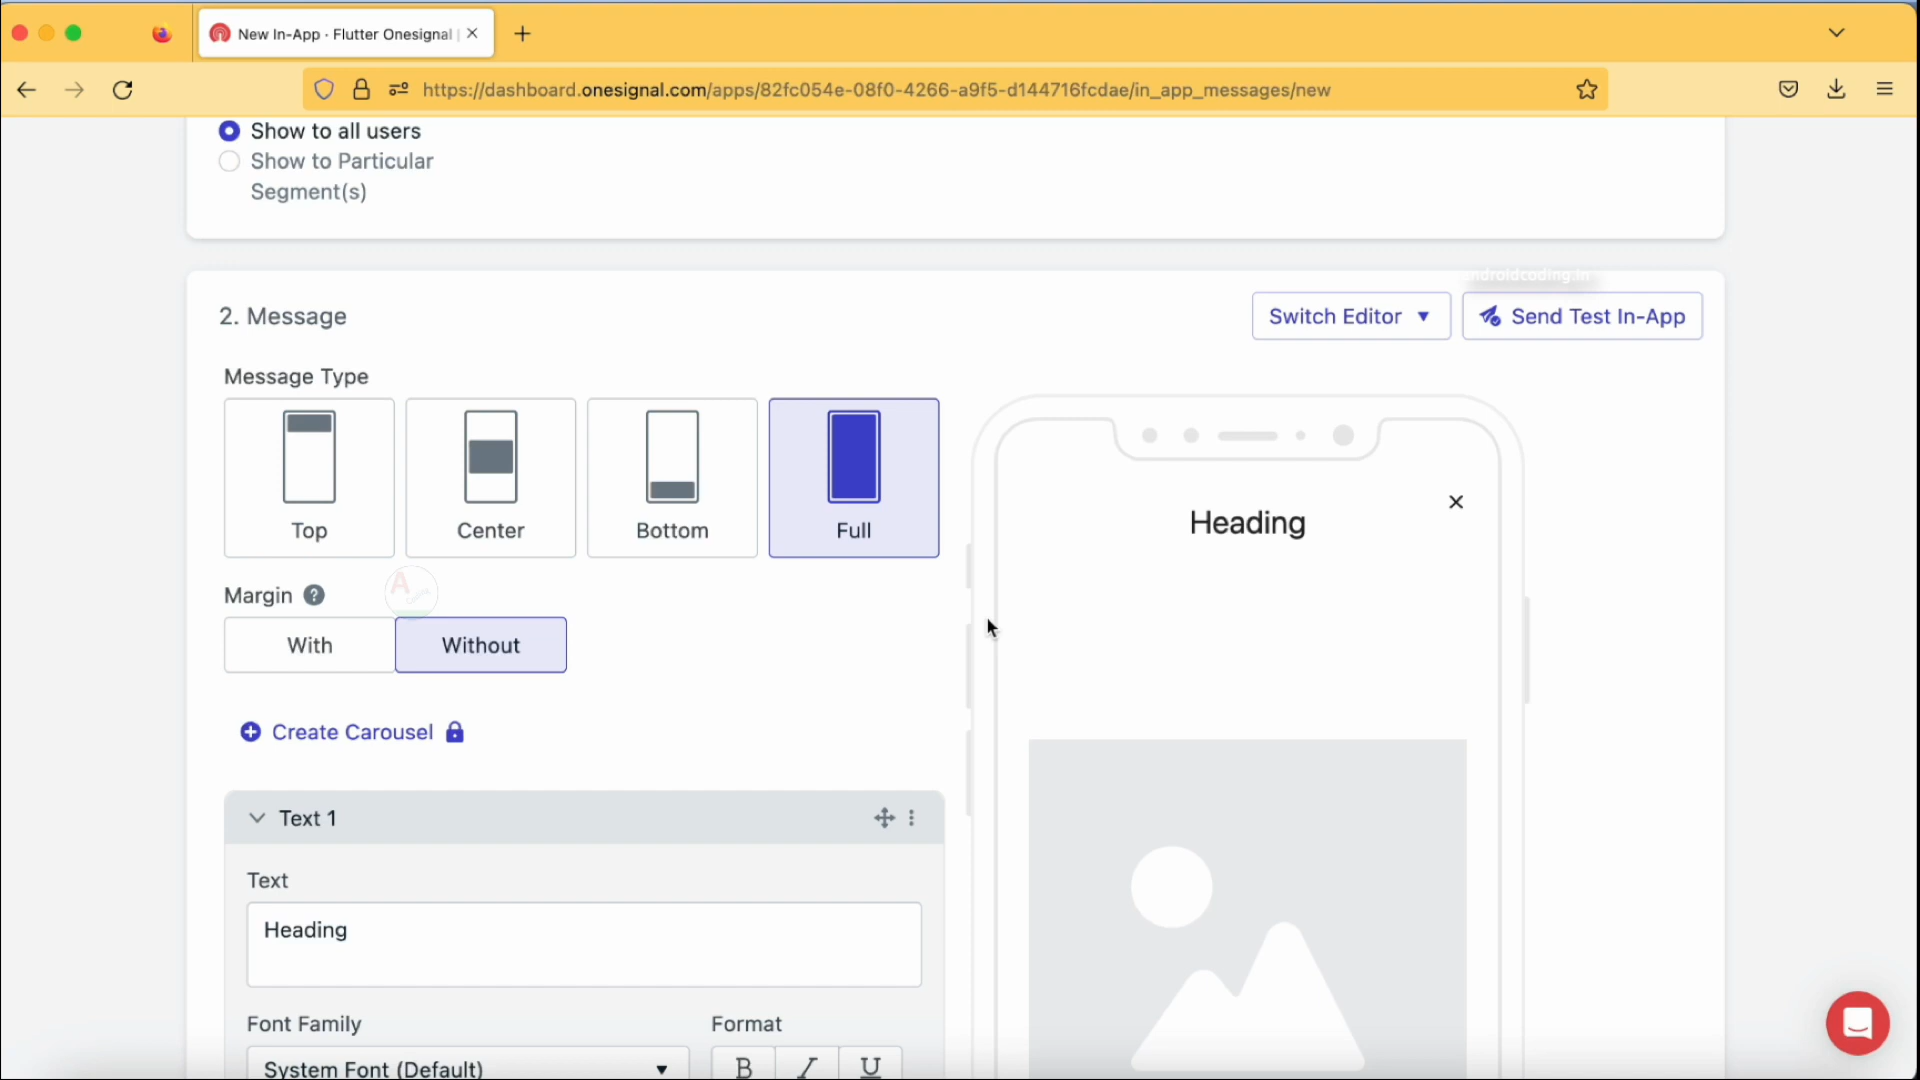 New In-App · Flutter Onesignal |
https://dashboard.onesignal.com/apps/82fc054e-08f0-4266-a9f5-d144716fcdae/in_app_messages/new
Show to all users
Show to Particular
Segment(s)
ndroidcoding.in
2. Message
Switch Editor
Send Test In-App
Message Type
Top
Center
Bottom
Full
Heading
Margin ?
With
Without
Create Carousel
Text 1
Text
Heading
Font Family
Format
System Font (Default)
B I U